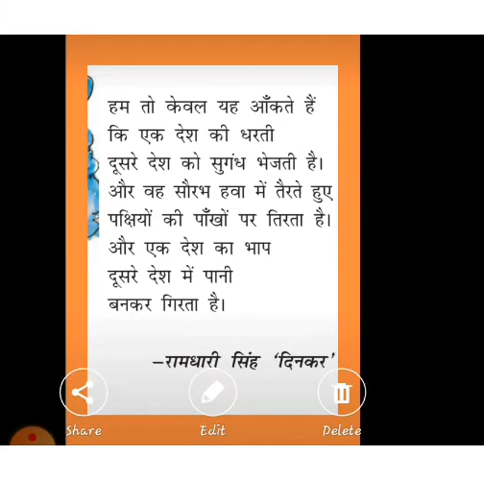 हम तो केवल यह आँकते हैं
कि एक देश की धरती
दूसरे देश को सुगंध भेजती है।
और वह सौरभ हवा में तैरते हुए
पक्षियों की पाँखों पर तिरता है।
और एक देश का भाप
दूसरे देश में पानी
बनकर गिरता है।
–रामधारी सिंह ‘दिनकर’
Share Edit Delete